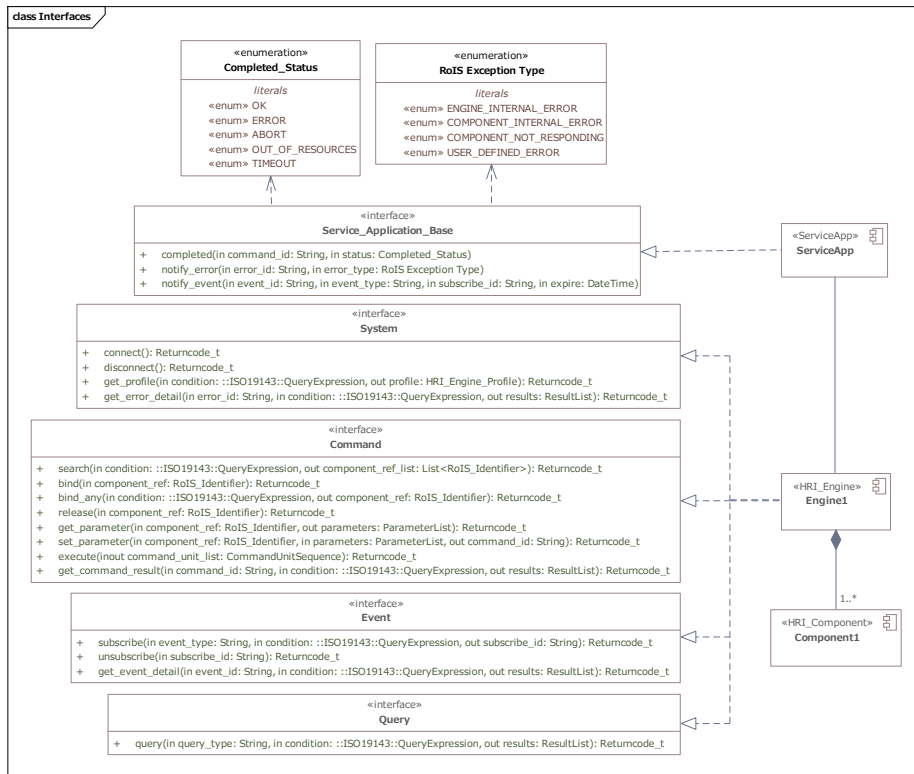 class Interfaces
«enumeration»
Completed_Status
literals
«enum» OK
«enum» ERROR
«enum» ABORT
«enum» OUT_OF_RESOURCES
«enum» TIMEOUT
«enumeration»
RoIS Exception Type
literals
«enum» ENGINE_INTERNAL_ERROR
«enum» COMPONENT_INTERNAL_ERROR
«enum» COMPONENT_NOT_RESPONDING
«enum» USER_DEFINED_ERROR
«interface»
Service_Application_Base
+ completed(in command_id: String, in status: Completed_Status)
+ notify_error(in error_id: String, in error_type: RoIS Exception Type)
+ notify_event(in event_id: String, in event_type: String, in subscribe_id: String, in expire: DateTime)
«ServiceApp»
ServiceApp
«interface»
System
+ connect(): Returncode_t
+ disconnect(): Returncode_t
+ get_profile(in condition: ::ISO19143::QueryExpression, out profile: HRI_Engine_Profile): Returncode_t
+ get_error_detail(in error_id: String, in condition: ::ISO19143::QueryExpression, out results: ResultList): Returncode_t
«interface»
Command
+ search(in condition: ::ISO19143::QueryExpression, out component_ref_list: List<RoIS_Identifier>): Returncode_t
+ bind(in component_ref: RoIS_Identifier): Returncode_t
+ bind_any(in condition: ::ISO19143::QueryExpression, out component_ref: RoIS_Identifier): Returncode_t
+ release(in component_ref: RoIS_Identifier): Returncode_t
+ get_parameter(in component_ref: RoIS_Identifier, out parameters: ParameterList): Returncode_t
+ set_parameter(in component_ref: RoIS_Identifier, in parameters: ParameterList, out command_id: String): Returncode_t
+ execute(inout command_unit_list: CommandUnitSequence): Returncode_t
+ get_command_result(in command_id: String, in condition: ::ISO19143::QueryExpression, out results: ResultList): Returncode_t
«HRI_Engine»
Engine1
1..*
«HRI_Component»
Component1
«interface»
Event
+ subscribe(in event_type: String, in condition: ::ISO19143::QueryExpression, out subscribe_id: String): Returncode_t
+ unsubscribe(in subscribe_id: String): Returncode_t
+ get_event_detail(in event_id: String, in condition: ::ISO19143::QueryExpression, out results: ResultList): Returncode_t
«interface»
Query
+ query(in query_type: String, in condition: ::ISO19143::QueryExpression, out results: ResultList): Returncode_t